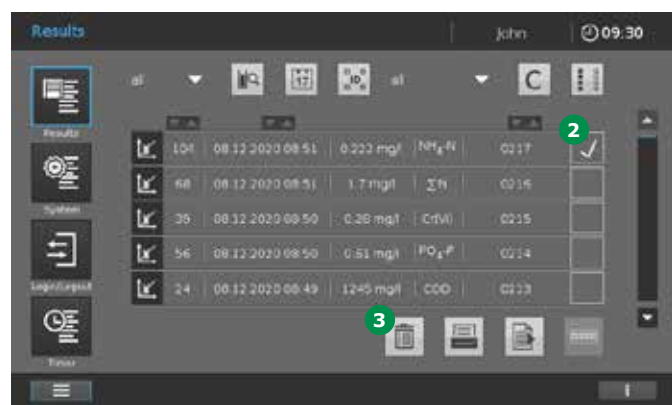 Results John 09:30
all 17 ID all C
Results
2
104 08.12.2020 08:51 0.222 mg/l NH₄-N 0217
68 08.12.2020 08:51 1.7 mg/l ΣN 0216
System
35 08.12.2020 08:50 0.28 mg/l Cr(VI) 0215
56 08.12.2020 08:50 0.51 mg/l PO₄-P 0214
Login/Logout
24 08.12.2020 08:49 1245 mg/l COD 0213
3
Timer